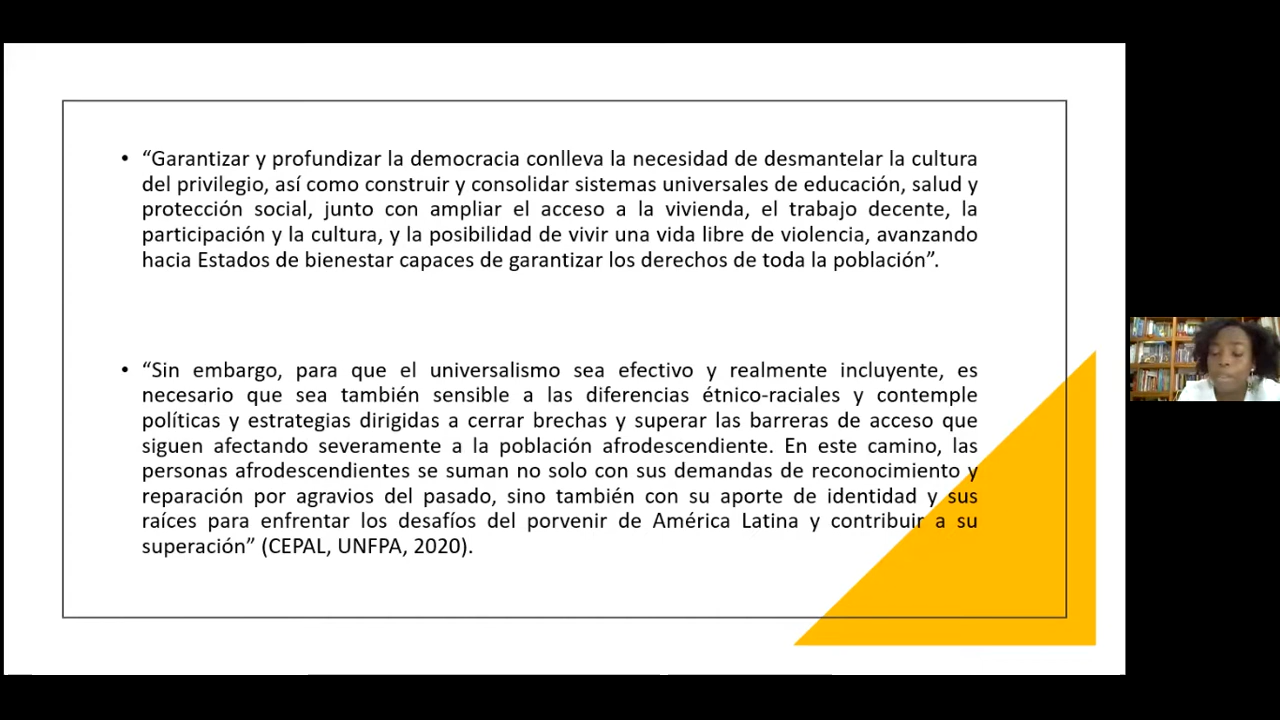 • “Garantizar y profundizar la democracia conlleva la necesidad de desmantelar la cultura
del privilegio, así como construir y consolidar sistemas universales de educación, salud y
protección social, junto con ampliar el acceso a la vivienda, el trabajo decente, la
participación y la cultura, y la posibilidad de vivir una vida libre de violencia, avanzando
hacia Estados de bienestar capaces de garantizar los derechos de toda la población”.
• “Sin embargo, para que el universalismo sea efectivo y realmente incluyente, es
necesario que sea también sensible a las diferencias étnico-raciales y contemple
políticas y estrategias dirigidas a cerrar brechas y superar las barreras de acceso que
siguen afectando severamente a la población afrodescendiente. En este camino, las
personas afrodescendientes se suman no solo con sus demandas de reconocimiento y
reparación por agravios del pasado, sino también con su aporte de identidad y sus
raíces para enfrentar los desafíos del porvenir de América Latina y contribuir a su
superación” (CEPAL, UNFPA, 2020).